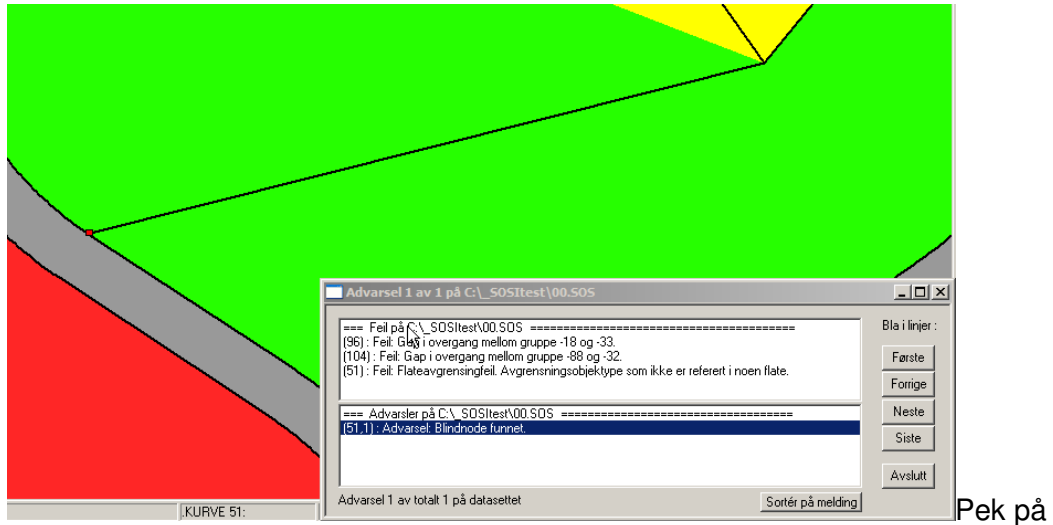 Advarsel 1 av 1 på C:\_SOSItest\00.SOS
=== Feil på C:\_SOSItest\00.SOS ========================================
Bla i linjer :
(96) : Feil: Gap i overgang mellom gruppe -18 og -33.
(104) : Feil: Gap i overgang mellom gruppe -88 og -32.
(51) : Feil: Flateavgrensingfeil. Avgrensningsobjektype som ikke er referert i noen flate.
Første
Forrige
=== Advarsler på C:\_SOSItest\00.SOS ===================================
Neste
(51,1) : Advarsel: Blindnode funnet.
Siste
Avslutt
Advarsel 1 av totalt 1 på datasettet
Sortér på melding
.KURVE 51:
Pek på